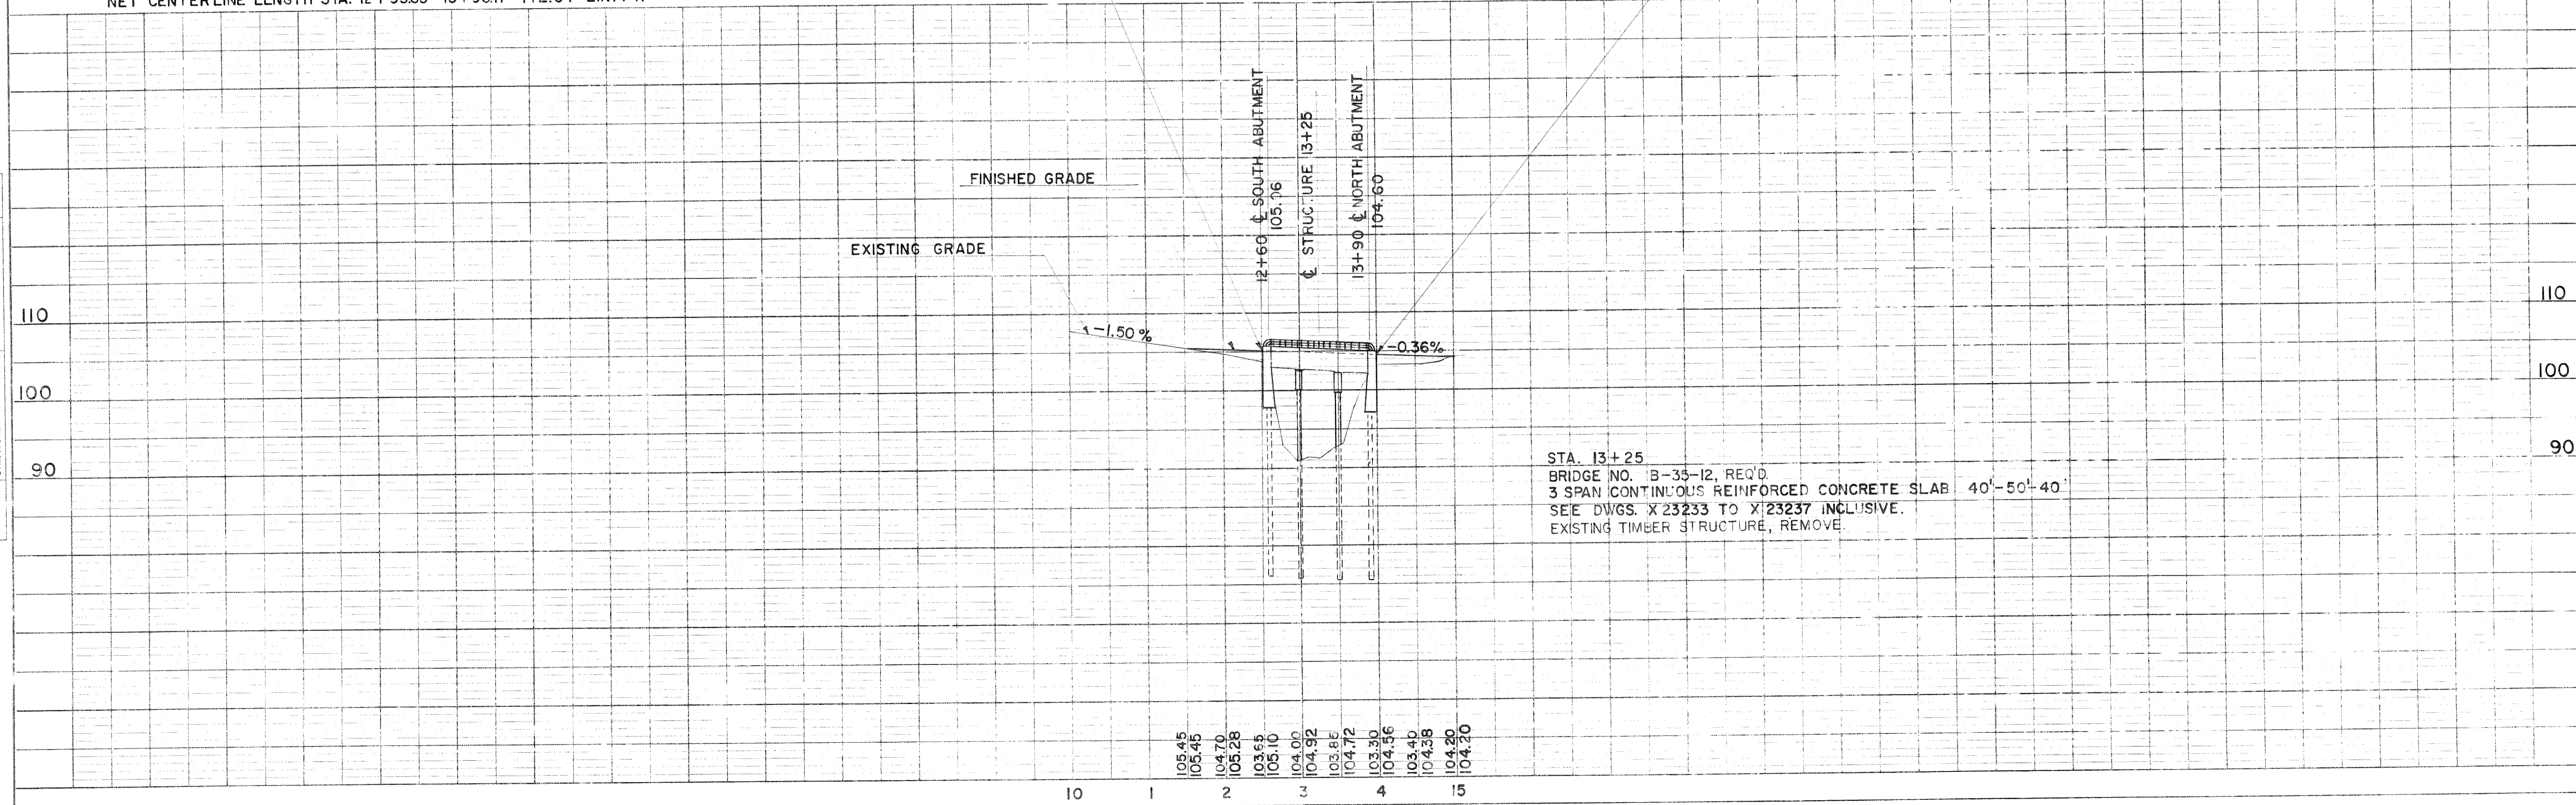 FINISHED GRADE
EXISTING GRADE
12+60 ℄ SOUTH ABUTMENT
105.06
℄ STRUCTURE 13+25
13+90 ℄ NORTH ABUTMENT
104.60
110
110
-1.50%
-0.36%
100
100
90
90
STA. 13+25
BRIDGE NO. B-35-12, REQ'D.
3 SPAN CONTINUOUS REINFORCED CONCRETE SLAB 40'-50'-40'
SEE DWGS. X 23233 TO X 23237 INCLUSIVE.
EXISTING TIMBER STRUCTURE, REMOVE.
105.45
105.45
104.70
105.28
103.65
105.10
104.00
104.92
103.85
104.72
103.30
104.56
103.40
104.38
104.20
104.20
10 1 2 3 4 15